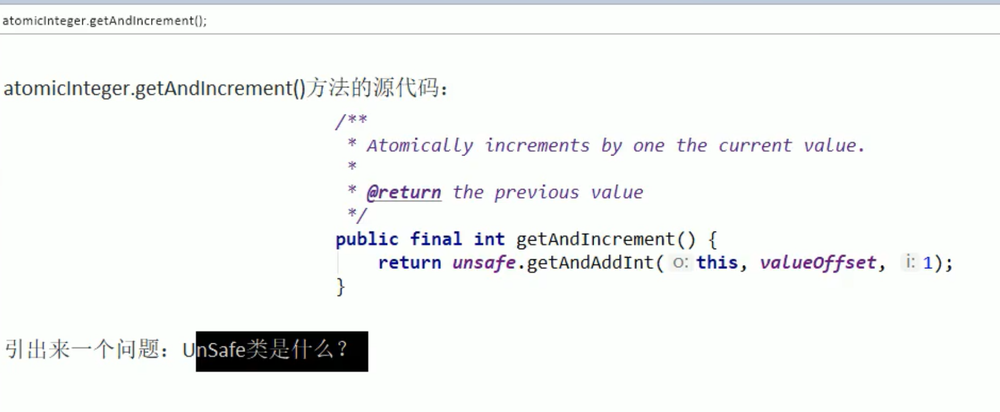 atomicInteger.getAndIncrement();
atomicInteger.getAndIncrement()方法的源代码：
/**
* Atomically increments by one the current value.
*
* @return the previous value
*/
public final int getAndIncrement() {
return unsafe.getAndAddInt( o: this, valueOffset, i: 1);
}
引出来一个问题：UnSafe类是什么？